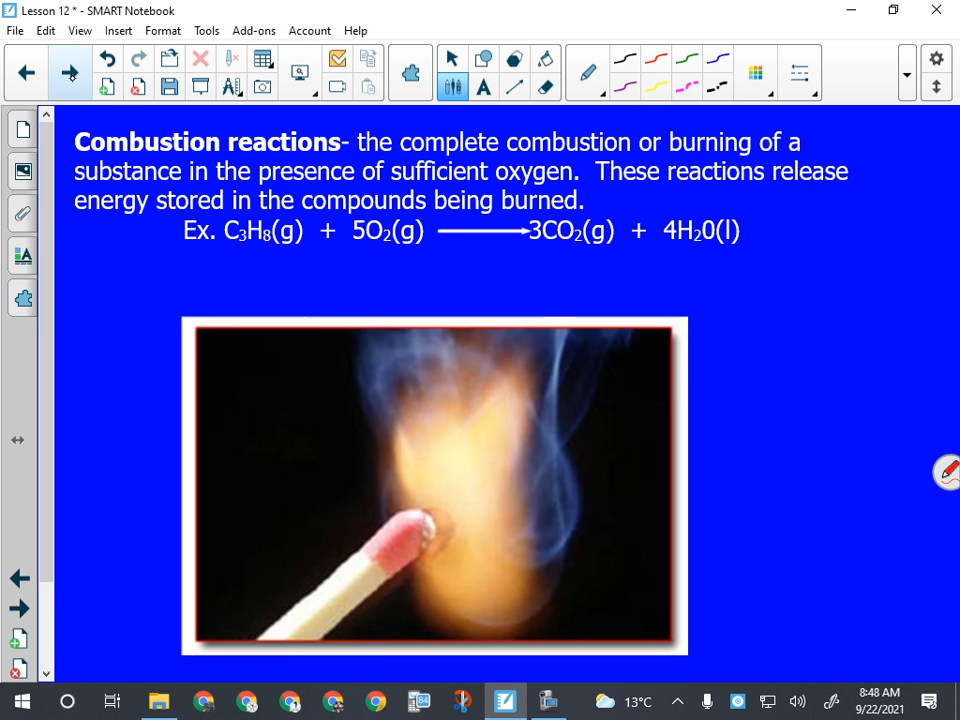 Lesson 12 * - SMART Notebook
File Edit View Insert Format Tools Add-ons Account Help
Combustion reactions- the complete combustion or burning of a
substance in the presence of sufficient oxygen. These reactions release
energy stored in the compounds being burned.
Ex. C₃H₈(g) + 5O₂(g) ⟶3CO₂(g) + 4H₂0(l)
13°C
8:48 AM
9/22/2021